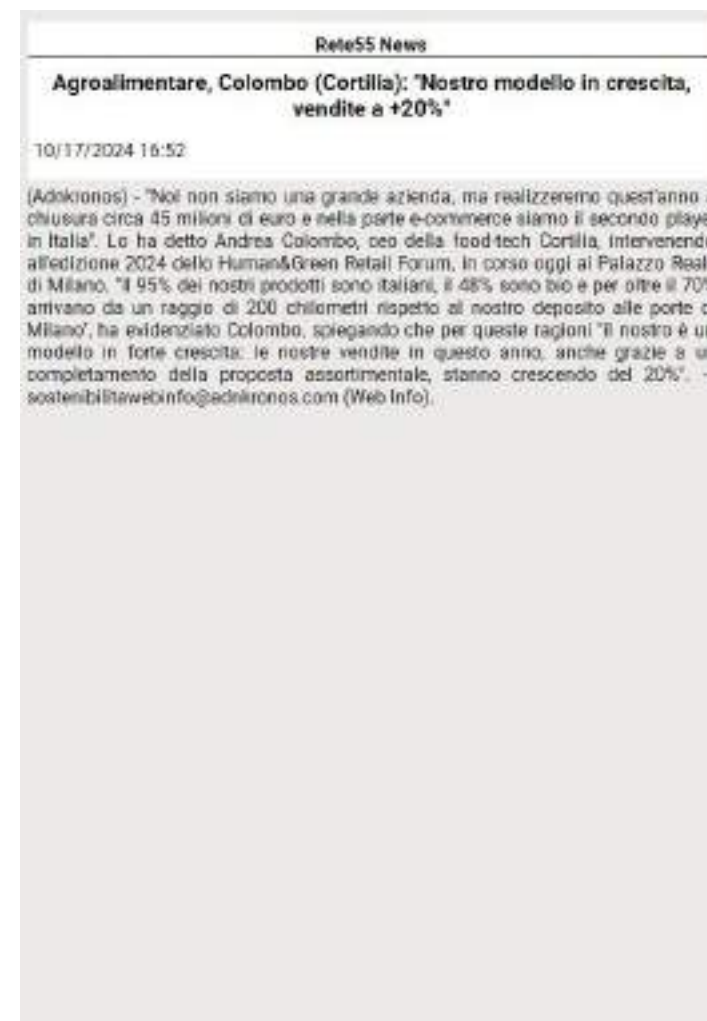 Rete55 News
Agroalimentare, Colombo (Cortilia): "Nostro modello in crescita,
vendite a +20%"
10/17/2024 16:52
(Adnkronos) - "Noi non siamo una grande azienda, ma realizzeremo quest'anno a
chiusura circa 45 milioni di euro e nella parte e-commerce siamo il secondo playe
in Italia". Lo ha detto Andrea Colombo, ceo della food-tech Cortilia, intervenend
all'edizione 2024 dello Human&Green Retail Forum, in corso oggi al Palazzo Real
di Milano. "Il 95% dei nostri prodotti sono italiani, il 48% sono bio e per oltre il 70%
arrivano da un raggio di 200 chilometri rispetto al nostro deposito alle porte d
Milano", ha evidenziato Colombo, spiegando che per queste ragioni "il nostro è un
modello in forte crescita: le nostre vendite in questo anno, anche grazie a un
completamento della proposta assortimentale, stanno crescendo del 20%". -
sostenibilitawebinfo@adnkronos.com (Web Info).